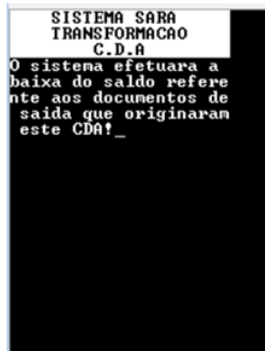 SISTEMA SARA
TRANSFORMACAO
C.D.A
O sistema efetuara a
baixa do saldo refere
nte aos documentos de
saida que originaram
este CDA!_